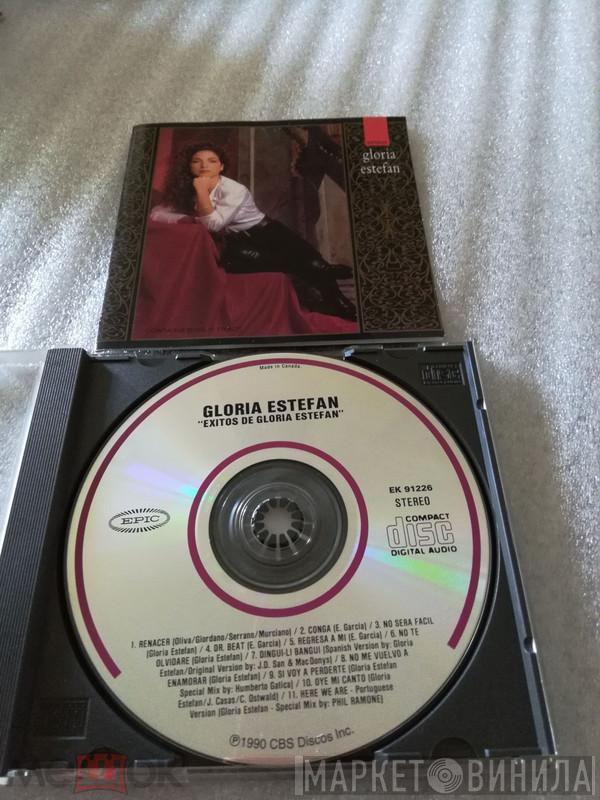 gloria
estefan
Made in Canada.
GLORIA ESTEFAN
"EXITOS DE GLORIA ESTEFAN"
EPIC
EK 91226
STEREO
COMPACT
disc
DIGITAL AUDIO
1. RENACER (Oliva/Giordano/Serrano/Murciano) / 2. CONGA (E. Garcia) / 3. NO SERA FACIL
(Gloria Estefan) / 4. DR. BEAT (E. Garcia) / 5. REGRESA A MI (E. Garcia) / 6. NO TE
OLVIDARE (Gloria Estefan) / 7. DINGUI-LI BANGUI (Spanish Version by: Gloria
Estefan/Original Version by: J.D. San & MacDonys) / 8. NO ME VUELVO A
ENAMORAR (Gloria Estefan) / 9. SI VOY A PERDERTE (Gloria Estefan
Special Mix by: Humberto Gatica) / 10. OYE MI CANTO (Gloria
Estefan/J. Casas/C. Ostwald) / 11. HERE WE ARE - Portuguese
Version (Gloria Estefan - Special Mix by: PHIL RAMONE)
Ⓟ1990 CBS Discos Inc.
МАРКЕТ ВИНИЛА